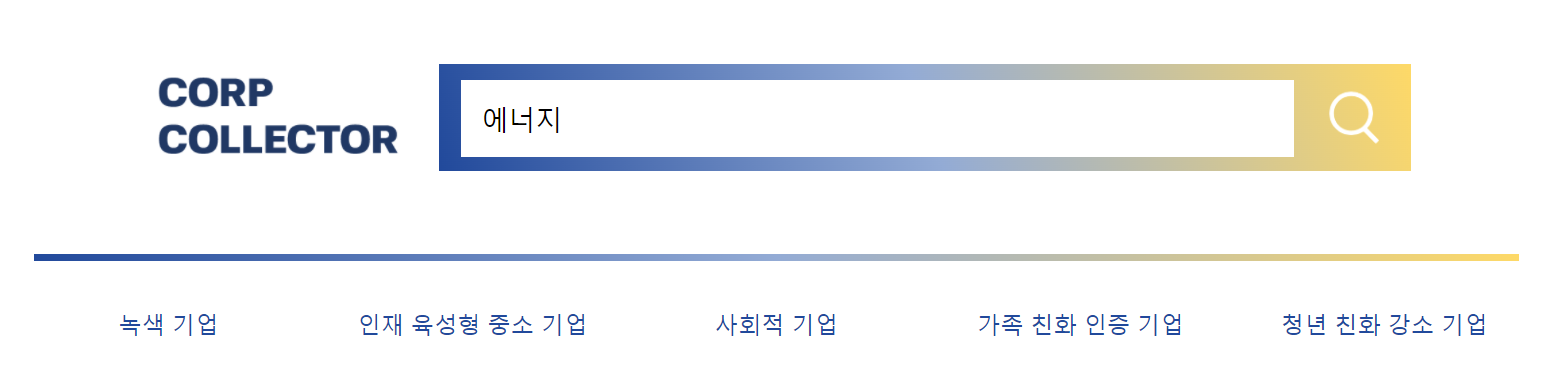 CORP
COLLECTOR
에너지
녹색 기업
인재 육성형 중소 기업
사회적 기업
가족 친화 인증 기업
청년 친화 강소 기업